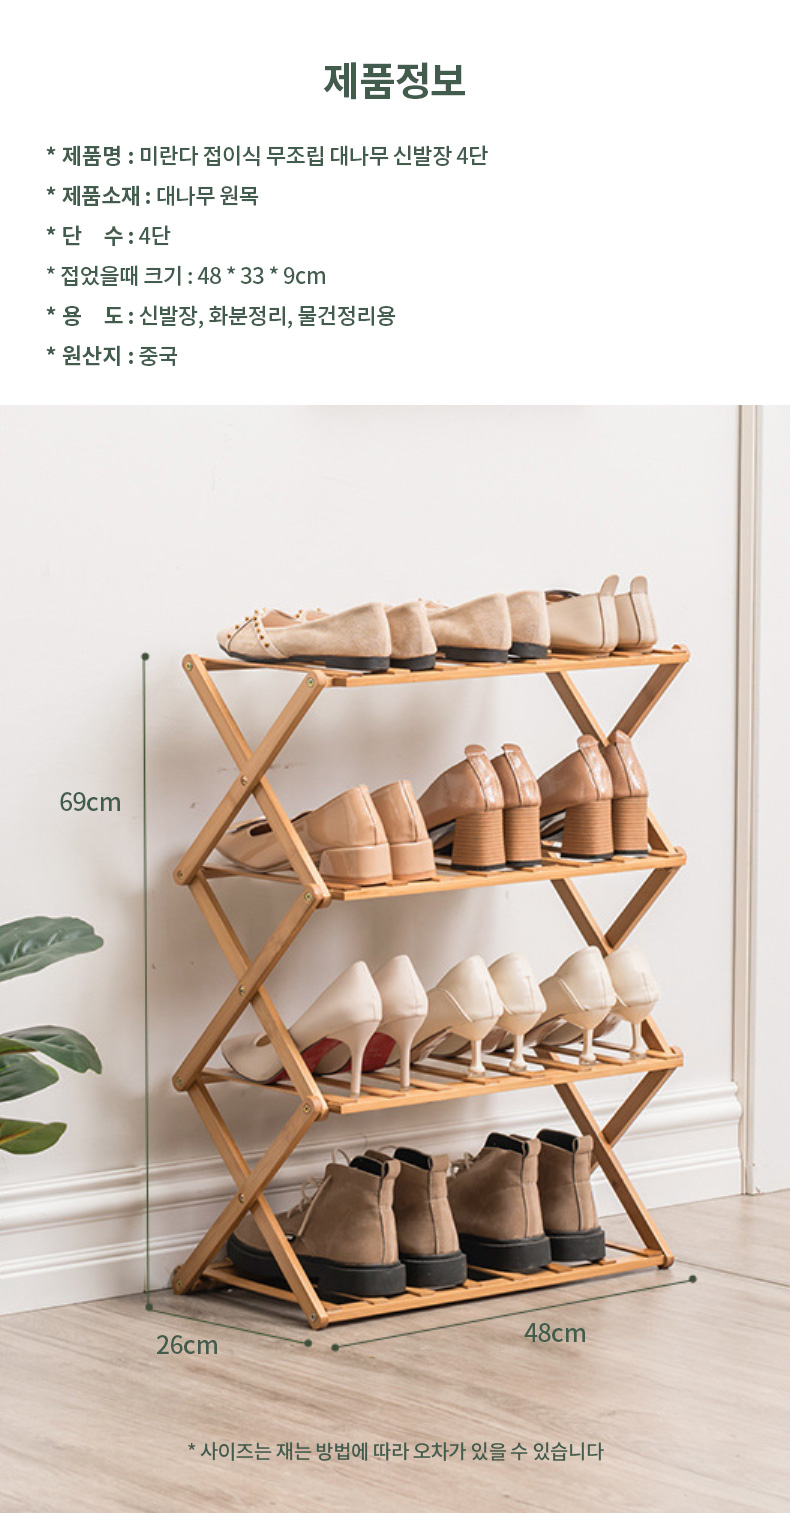 제품정보
* 제품명 : 미란다 접이식 무조립 대나무 신발장 4단
* 제품소재 : 대나무 원목
* 단 수 : 4단
* 접었을때 크기 : 48 * 33 * 9cm
* 용 도 : 신발장, 화분정리, 물건정리용
* 원산지 : 중국
69cm
26cm
48cm
* 사이즈는 재는 방법에 따라 오차가 있을 수 있습니다